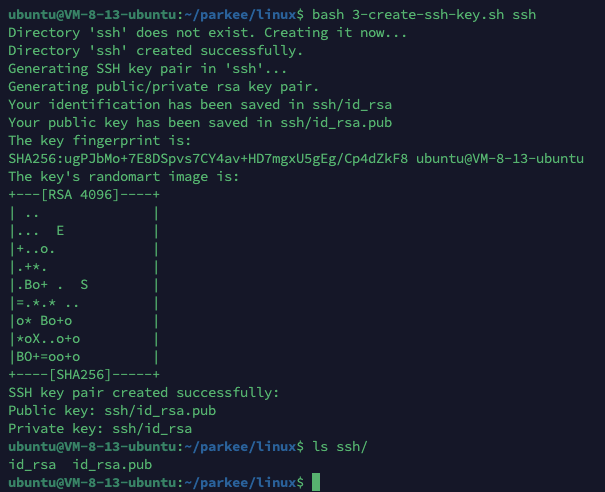 ubuntu@VM-8-13-ubuntu:~/parkee/linux$ bash 3-create-ssh-key.sh ssh
Directory 'ssh' does not exist. Creating it now...
Directory 'ssh' created successfully.
Generating SSH key pair in 'ssh'...
Generating public/private rsa key pair.
Your identification has been saved in ssh/id_rsa
Your public key has been saved in ssh/id_rsa.pub
The key fingerprint is:
SHA256:ugPJbMo+7E8DSpvs7CY4av+HD7mgxU5gEg/Cp4dZkF8 ubuntu@VM-8-13-ubuntu
The key's randomart image is:
+---[RSA 4096]----+
| ..              |
|...  E           |
|+..o.            |
|.+*.             |
|.Bo+ .  S        |
|=.*.* ..         |
|o* Bo+o          |
|*oX..o+o         |
|BO+=oo+o         |
+----[SHA256]-----+
SSH key pair created successfully:
Public key: ssh/id_rsa.pub
Private key: ssh/id_rsa
ubuntu@VM-8-13-ubuntu:~/parkee/linux$ ls ssh/
id_rsa  id_rsa.pub
ubuntu@VM-8-13-ubuntu:~/parkee/linux$